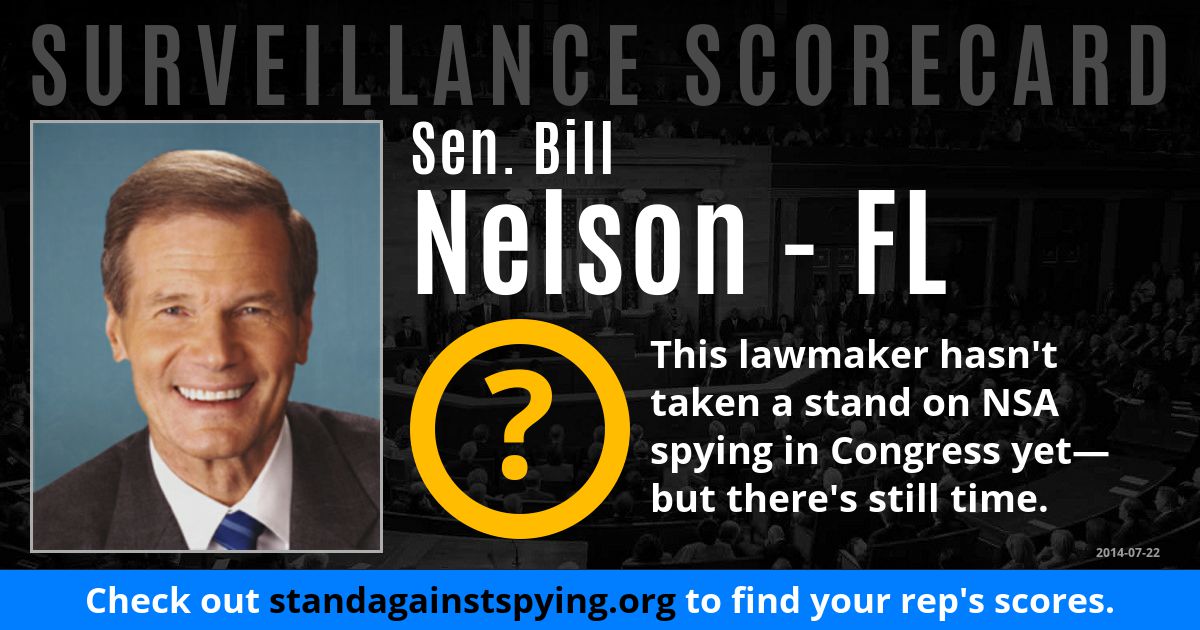 SURVEILLANCE SCORECARD
Sen. Bill
Nelson - FL
?
This lawmaker hasn't
taken a stand on NSA
spying in Congress yet—
but there's still time.
2014-07-22
Check out standagainstspying.org to find your rep's scores.